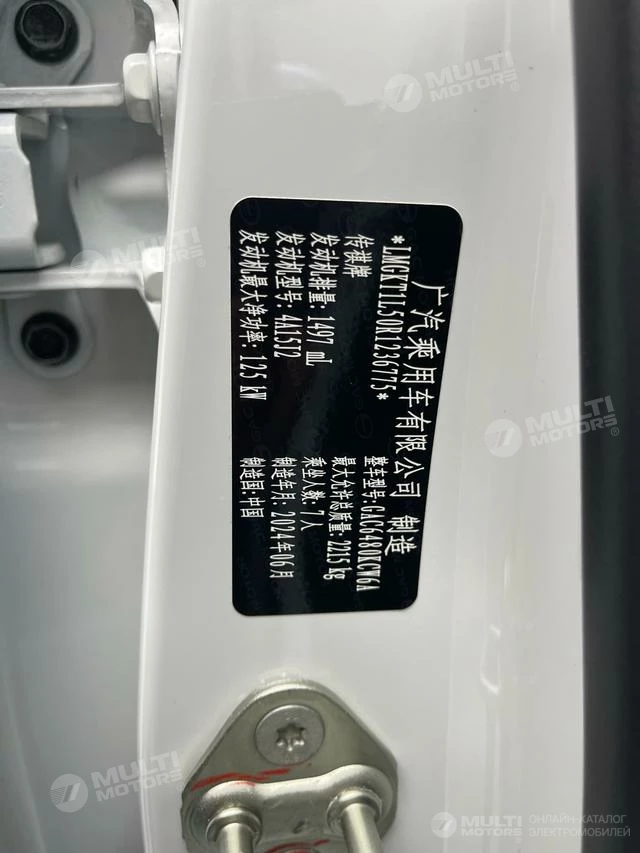 广汽乘用车有限公司 制造
*LMGKT1L50R1236775*
传祺牌 整车型号: GAC6480KCW6A
发动机排量: 1497 mL 最大允许总质量: 2215 kg
发动机型号: 4A15J2 乘坐人数: 7人
发动机最大净功率: 125 kW 制造年月: 2024年06月
制造国: 中国
MULTI
MOTORS®
MULTI
MOTORS®
MULTI
MOTORS
MULTI
MOTORS
ОНЛАЙН-КАТАЛОГ
ЭЛЕКТРОМОБИЛЕЙ